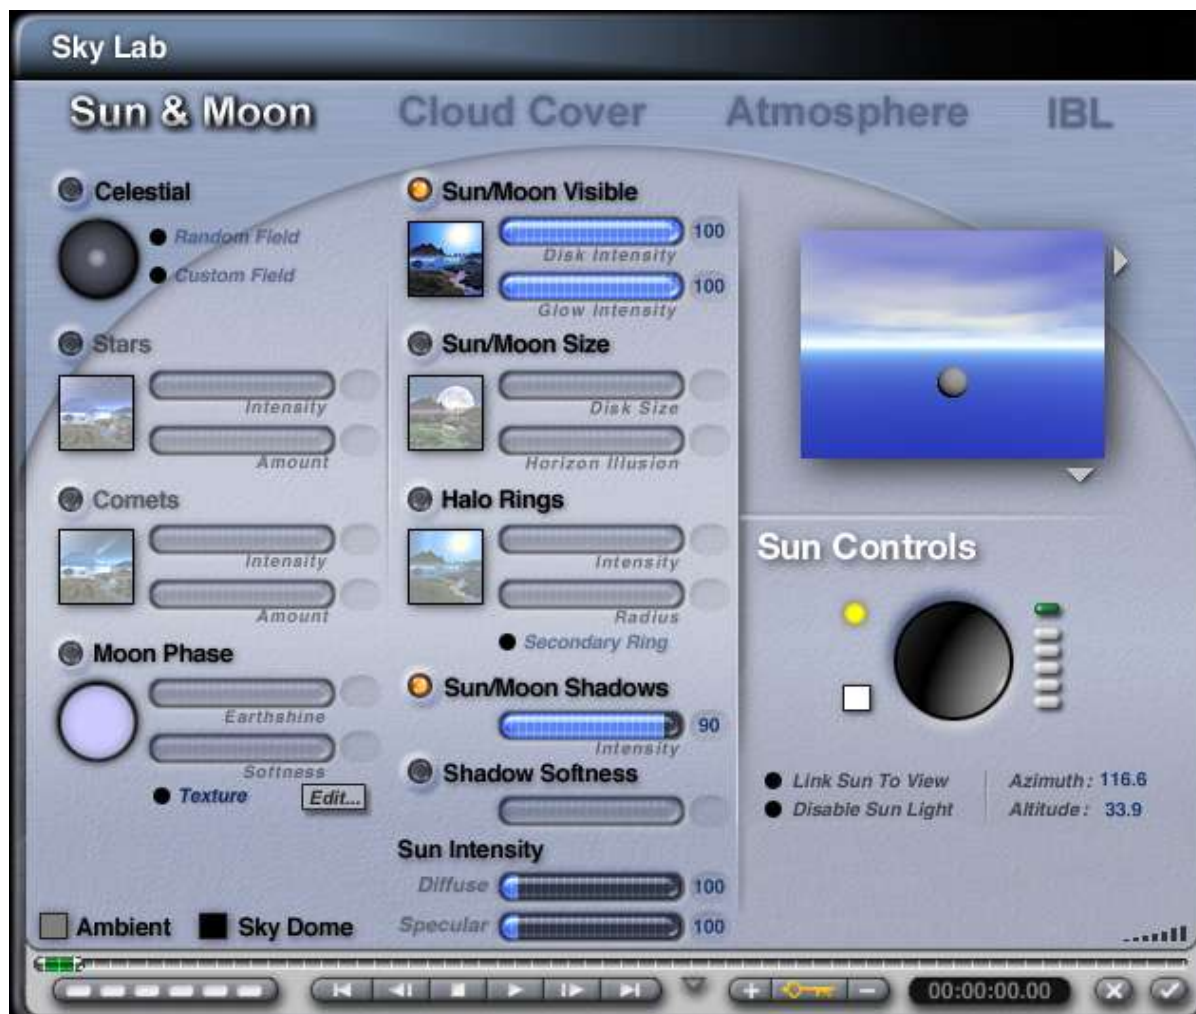 Sky Lab
Sun & Moon Cloud Cover Atmosphere IBL
Celestial
Random Field
Custom Field
Stars
Intensity
Amount
Comets
Intensity
Amount
Moon Phase
Earthshine
Softness
Texture Edit...
Ambient Sky Dome
Sun/Moon Visible
100
Disk Intensity
100
Glow Intensity
Sun/Moon Size
Disk Size
Horizon Illusion
Halo Rings
Intensity
Radius
Secondary Ring
Sun/Moon Shadows
90
Intensity
Shadow Softness
Sun Intensity
Diffuse 100
Specular 100
Sun Controls
Link Sun To View Azimuth: 116.6
Disable Sun Light Altitude: 33.9
00:00:00.00